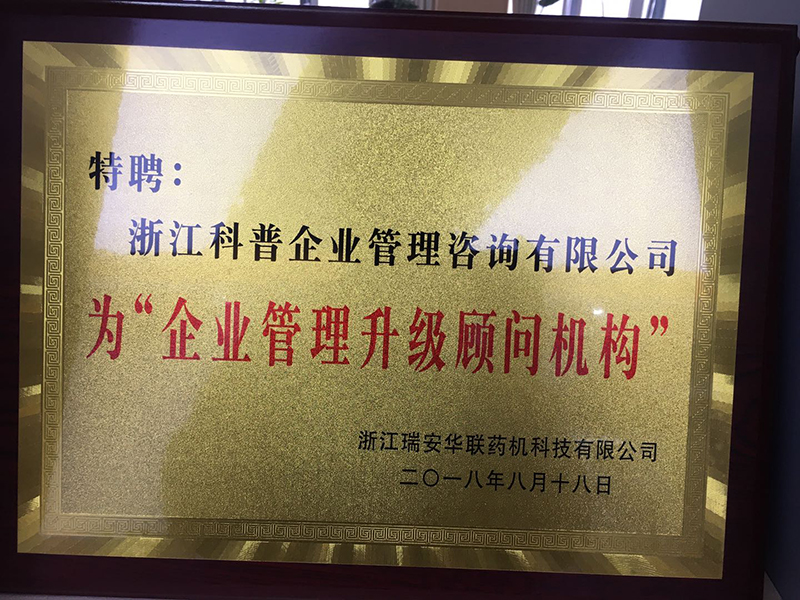 特聘：
浙江科普企业管理咨询有限公司
为“企业管理升级顾问机构”
浙江瑞安华联药机科技有限公司
二〇一八年八月十八日